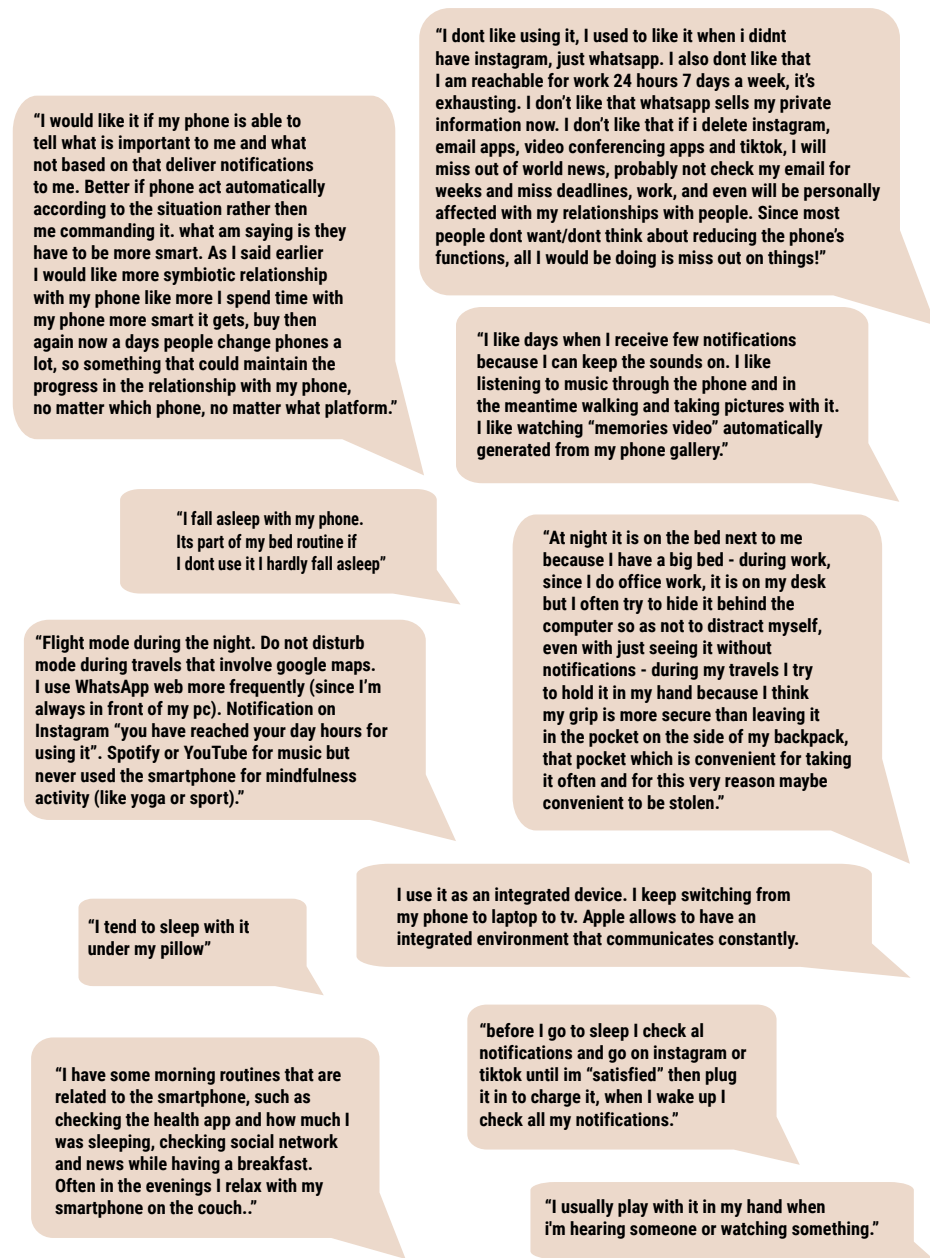 “I dont like using it, I used to like it when i didnt
have instagram, just whatsapp. I also dont like that
I am reachable for work 24 hours 7 days a week, it’s
exhausting. I don’t like that whatsapp sells my private
information now. I don’t like that if i delete instagram,
email apps, video conferencing apps and tiktok, I will
miss out of world news, probably not check my email for
weeks and miss deadlines, work, and even will be personally
affected with my relationships with people. Since most
people dont want/dont think about reducing the phone’s
functions, all I would be doing is miss out on things!”
“I would like it if my phone is able to
tell what is important to me and what
not based on that deliver notifications
to me. Better if phone act automatically
according to the situation rather then
me commanding it. what am saying is they
have to be more smart. As I said earlier
I would like more symbiotic relationship
with my phone like more I spend time with
my phone more smart it gets, buy then
again now a days people change phones a
lot, so something that could maintain the
progress in the relationship with my phone,
no matter which phone, no matter what platform.”
“I like days when I receive few notifications
because I can keep the sounds on. I like
listening to music through the phone and in
the meantime walking and taking pictures with it.
I like watching “memories video” automatically
generated from my phone gallery.”
“I fall asleep with my phone.
Its part of my bed routine if
I dont use it I hardly fall asleep”
“At night it is on the bed next to me
because I have a big bed - during work,
since I do office work, it is on my desk
but I often try to hide it behind the
computer so as not to distract myself,
even with just seeing it without
notifications - during my travels I try
to hold it in my hand because I think
my grip is more secure than leaving it
in the pocket on the side of my backpack,
that pocket which is convenient for taking
it often and for this very reason maybe
convenient to be stolen.”
“Flight mode during the night. Do not disturb
mode during travels that involve google maps.
I use WhatsApp web more frequently (since I’m
always in front of my pc). Notification on
Instagram “you have reached your day hours for
using it”. Spotify or YouTube for music but
never used the smartphone for mindfulness
activity (like yoga or sport).”
I use it as an integrated device. I keep switching from
my phone to laptop to tv. Apple allows to have an
integrated environment that communicates constantly.
“I tend to sleep with it
under my pillow”
“before I go to sleep I check al
notifications and go on instagram or
tiktok until im “satisfied” then plug
it in to charge it, when I wake up I
check all my notifications.”
“I have some morning routines that are
related to the smartphone, such as
checking the health app and how much I
was sleeping, checking social network
and news while having a breakfast.
Often in the evenings I relax with my
smartphone on the couch..”
“I usually play with it in my hand when
i'm hearing someone or watching something.”